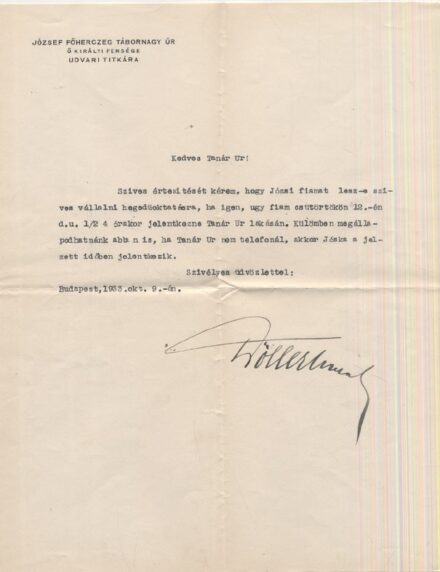 JÓZSEF FŐHERCZEG TÁBORNAGY ÚR
Ő KIRÁLYI FENSÉGE
UDVARI TITKÁRA
Kedves Tanár Ur!
Szives értesitését kérem, hogy Józsi fiamat lesz-e szi-
ves vállalni hegedüoktatásra, ha igen, ugy fiam csütörtökön 12.-én
d.u. 1/2 4 órakor jelentkezne Tanár Ur lakásán. Külömben megálla-
podhatnánk abban is, ha Tanár Ur nem telefonál, akkor Jóska a jel-
zett időben jelentkezik.
Szivélyes üdvözlettel:
Budapest,1933.okt. 9.-én.